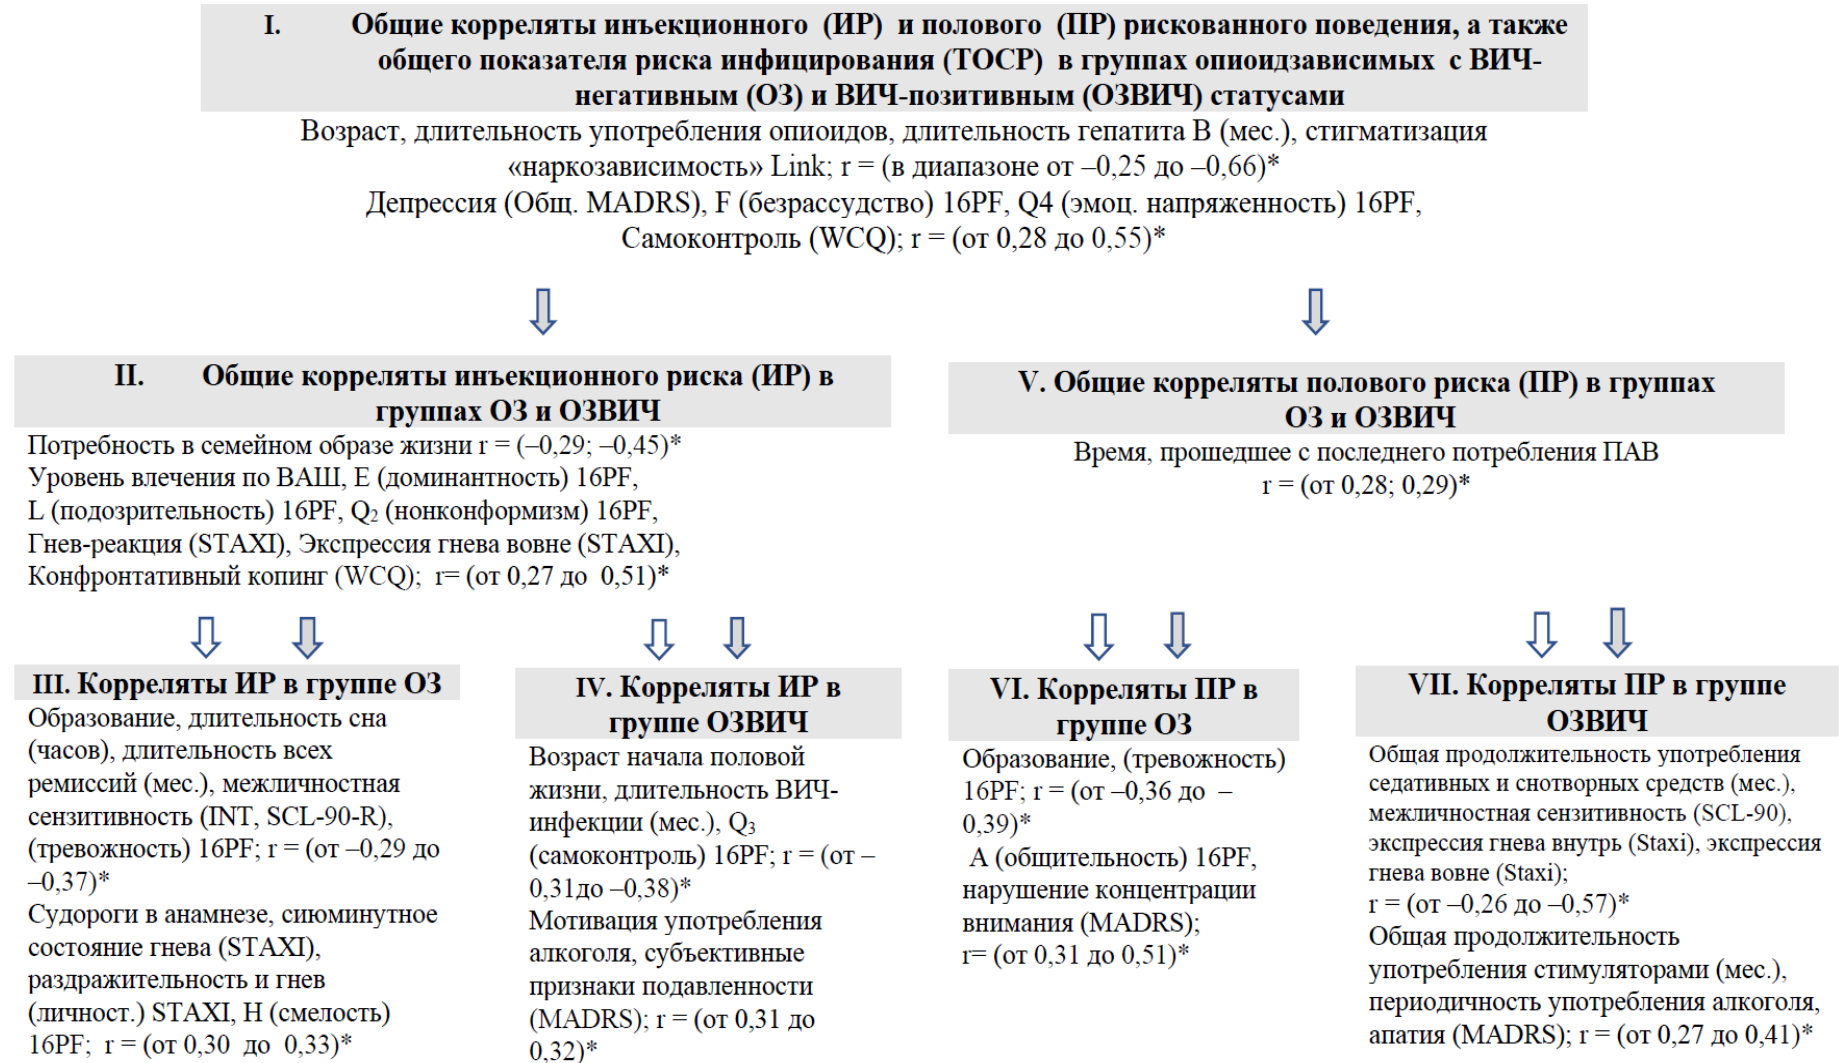 I. Общие корреляты инъекционного (ИР) и полового (ПР) рискованного поведения, а также
общего показателя риска инфицирования (ТОСР) в группах опиоидзависимых с ВИЧ-
негативным (ОЗ) и ВИЧ-позитивным (ОЗВИЧ) статусами
Возраст, длительность употребления опиоидов, длительность гепатита В (мес.), стигматизация
«наркозависимость» Link; r = (в диапазоне от –0,25 до –0,66)*
Депрессия (Общ. MADRS), F (безрассудство) 16PF, Q4 (эмоц. напряженность) 16PF,
Самоконтроль (WCQ); r = (от 0,28 до 0,55)*
II. Общие корреляты инъекционного риска (ИР) в
группах ОЗ и ОЗВИЧ
Потребность в семейном образе жизни r = (–0,29; –0,45)*
Уровень влечения по ВАШ, E (доминантность) 16PF,
L (подозрительность) 16PF, Q₂ (нонконформизм) 16PF,
Гнев-реакция (STAXI), Экспрессия гнева вовне (STAXI),
Конфронтативный копинг (WCQ); r= (от 0,27 до 0,51)*
V. Общие корреляты полового риска (ПР) в группах
ОЗ и ОЗВИЧ
Время, прошедшее с последнего потребления ПАВ
r = (от 0,28; 0,29)*
III. Корреляты ИР в группе ОЗ
Образование, длительность сна
(часов), длительность всех
ремиссий (мес.), межличностная
сензитивность (INT, SCL-90-R),
(тревожность) 16PF; r = (от –0,29 до
–0,37)*
Судороги в анамнезе, сиюминутное
состояние гнева (STAXI),
раздражительность и гнев
(личност.) STAXI, H (смелость)
16PF; r = (от 0,30 до 0,33)*
IV. Корреляты ИР в
группе ОЗВИЧ
Возраст начала половой
жизни, длительность ВИЧ-
инфекции (мес.), Q₃
(самоконтроль) 16PF; r = (от –
0,31до –0,38)*
Мотивация употребления
алкоголя, субъективные
признаки подавленности
(MADRS); r = (от 0,31 до
0,32)*
VI. Корреляты ПР в
группе ОЗ
Образование, (тревожность)
16PF; r = (от –0,36 до –
0,39)*
А (общительность) 16PF,
нарушение концентрации
внимания (MADRS);
r= (от 0,31 до 0,51)*
VII. Корреляты ПР в группе
ОЗВИЧ
Общая продолжительность употребления
седативных и снотворных средств (мес.),
межличностная сензитивность (SCL-90),
экспрессия гнева внутрь (Staxi), экспрессия
гнева вовне (Staxi);
r = (от –0,26 до –0,57)*
Общая продолжительность
употребления стимуляторами (мес.),
периодичность употребления алкоголя,
апатия (MADRS); r = (от 0,27 до 0,41)*